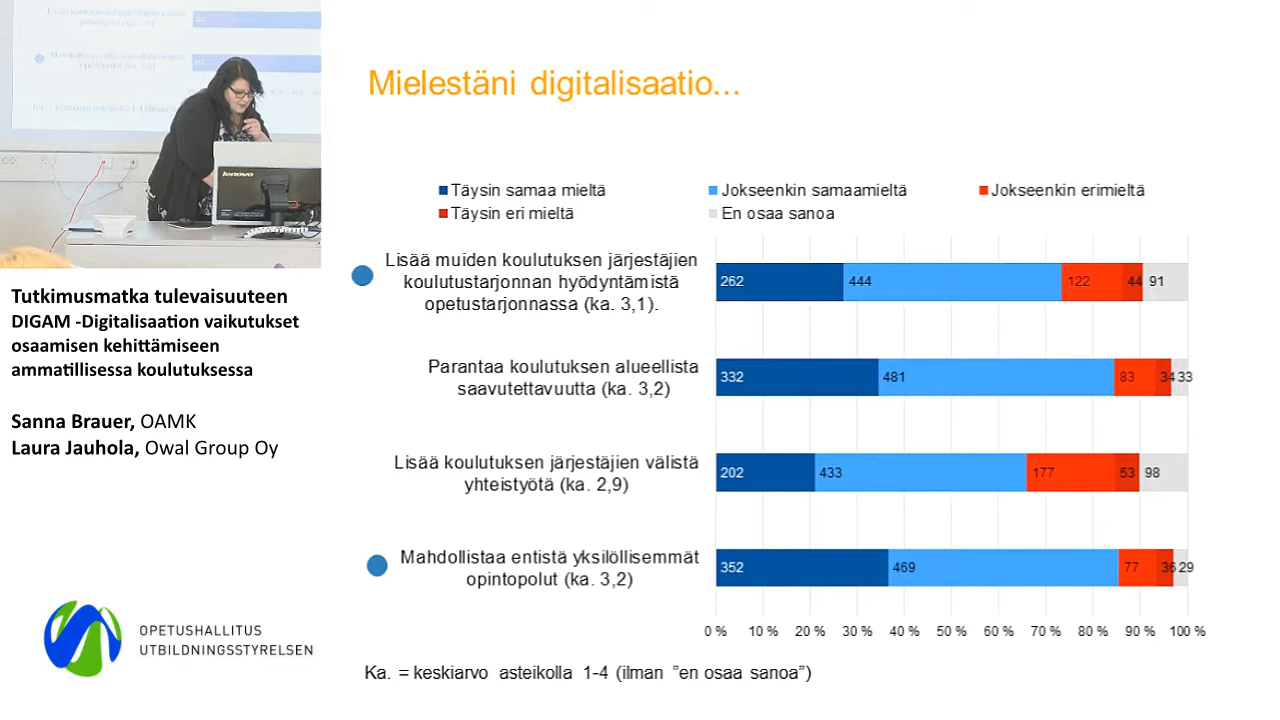 lenovo
Tutkimusmatka tulevaisuuteen
DIGAM -Digitalisaation vaikutukset
osaamisen kehittämiseen
ammatillisessa koulutuksessa
Sanna Brauer, OAMK
Laura Jauhola, Owal Group Oy
OPETUSHALLITUS
UTBILDNINGSSTYRELSEN
Mielestäni digitalisaatio...
Täysin samaa mieltä
Jokseenkin samaamieltä
Jokseenkin erimieltä
Täysin eri mieltä
En osaa sanoa
Lisää muiden koulutuksen järjestäjien
koulutustarjonnan hyödyntämistä
opetustarjonnassa (ka. 3,1).
262 444 122 44 91
Parantaa koulutuksen alueellista
saavutettavuutta (ka. 3,2)
332 481 83 34 33
Lisää koulutuksen järjestäjien välistä
yhteistyötä (ka. 2,9)
202 433 177 53 98
Mahdollistaa entistä yksilöllisemmät
opintopolut (ka. 3,2)
352 469 77 36 29
0 % 10 % 20 % 30 % 40 % 50 % 60 % 70 % 80 % 90 % 100 %
Ka. = keskiarvo asteikolla 1-4 (ilman ”en osaa sanoa”)